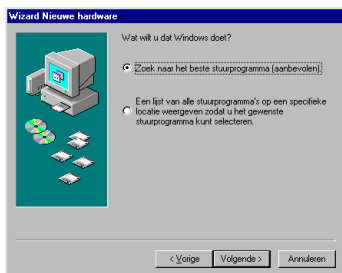 Wizard Nieuwe hardware
Wat wilt u dat Windows doet?
Zoek naar het beste stuurprogramma (aanbevolen).
Een lijst van alle stuurprogramma's op een specifieke
locatie weergeven zodat u het gewenste
stuurprogramma kunt selecteren.
< Vorige
Volgende >
Annuleren